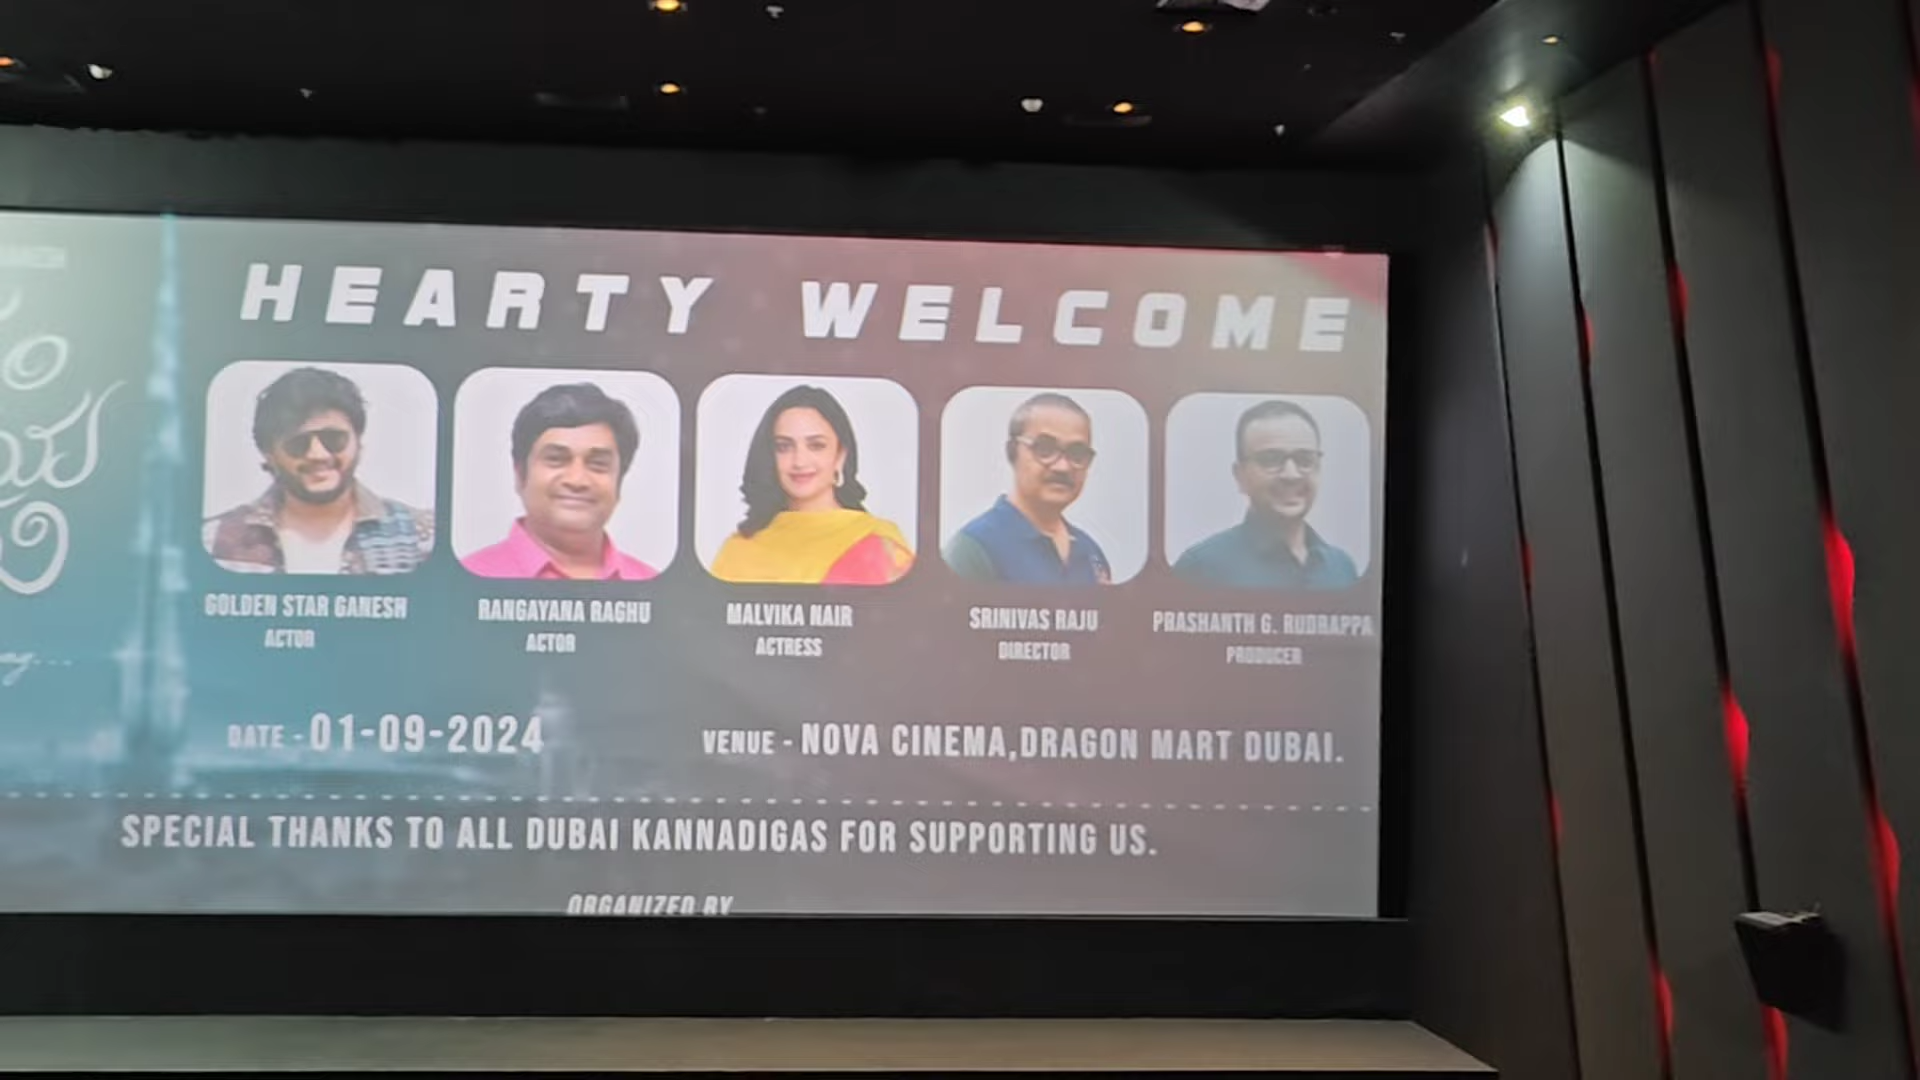 HEARTY WELCOME
GOLDEN STAR GANESH
ACTOR
RANGAYANA RAGHU
ACTOR
MALVIKA NAIR
ACTRESS
SRINIVAS RAJU
DIRECTOR
PRASHANTH G. RUDRAPPA
PRODUCER
DATE - 01-09-2024
VENUE - NOVA CINEMA,DRAGON MART DUBAI.
SPECIAL THANKS TO ALL DUBAI KANNADIGAS FOR SUPPORTING US.
ORGANIZED BY